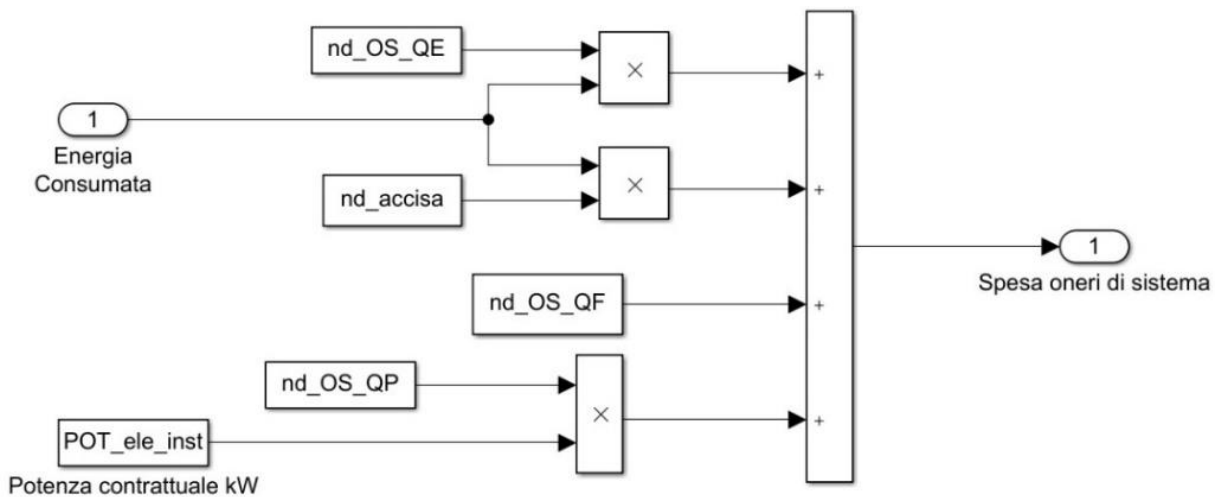 nd_OS_QE
×
+
1
Energia
Consumata
nd_accisa
×
+
1
Spesa oneri di sistema
nd_OS_QF
+
nd_OS_QP
×
+
POT_ele_inst
Potenza contrattuale kW